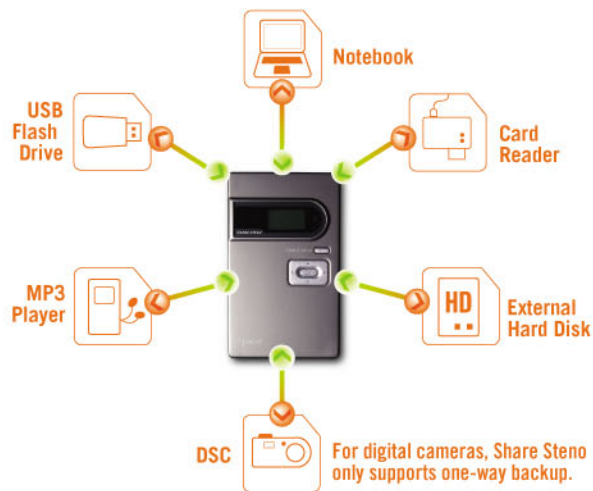 Notebook
USB
Flash
Drive
Card
Reader
MP3
Player
HD
External
Hard Disk
DSC
For digital cameras, Share Steno
only supports one-way backup.